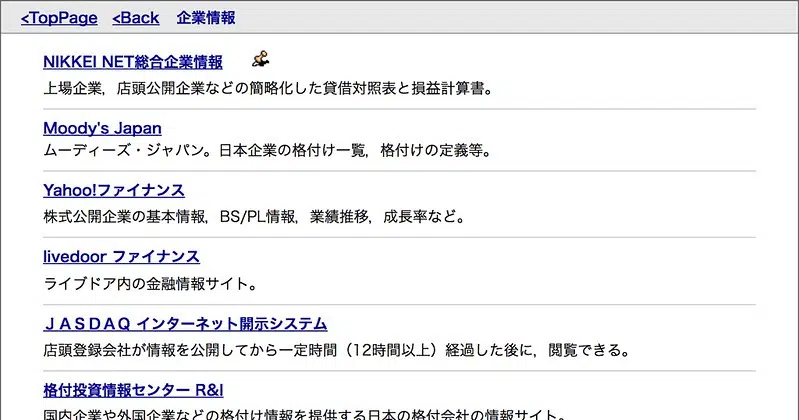 <TopPage <Back 企業情報
NIKKEI NET総合企業情報
上場企業，店頭公開企業などの簡略化した貸借対照表と損益計算書。
Moody's Japan
ムーディーズ・ジャパン。日本企業の格付け一覧，格付けの定義等。
Yahoo!ファイナンス
株式公開企業の基本情報，BS/PL情報，業績推移，成長率など。
livedoor ファイナンス
ライブドア内の金融情報サイト。
ＪＡＳＤＡＱ インターネット開示システム
店頭登録会社が情報を公開してから一定時間（12時間以上）経過した後に，閲覧できる。
格付投資情報センター R&I
国内企業や外国企業などの格付け情報を提供する日本の格付会社の情報サイト。